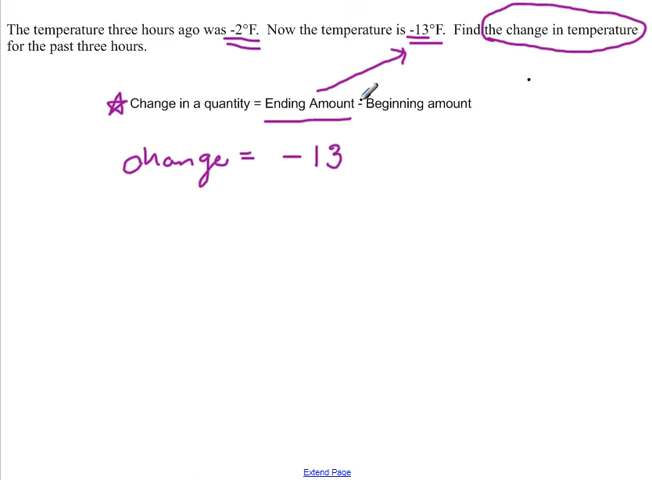 The temperature three hours ago was -2°F. Now the temperature is -13°F. Find the change in temperature
for the past three hours.
Change in a quantity = Ending Amount - Beginning amount
change = -13
Extend Page